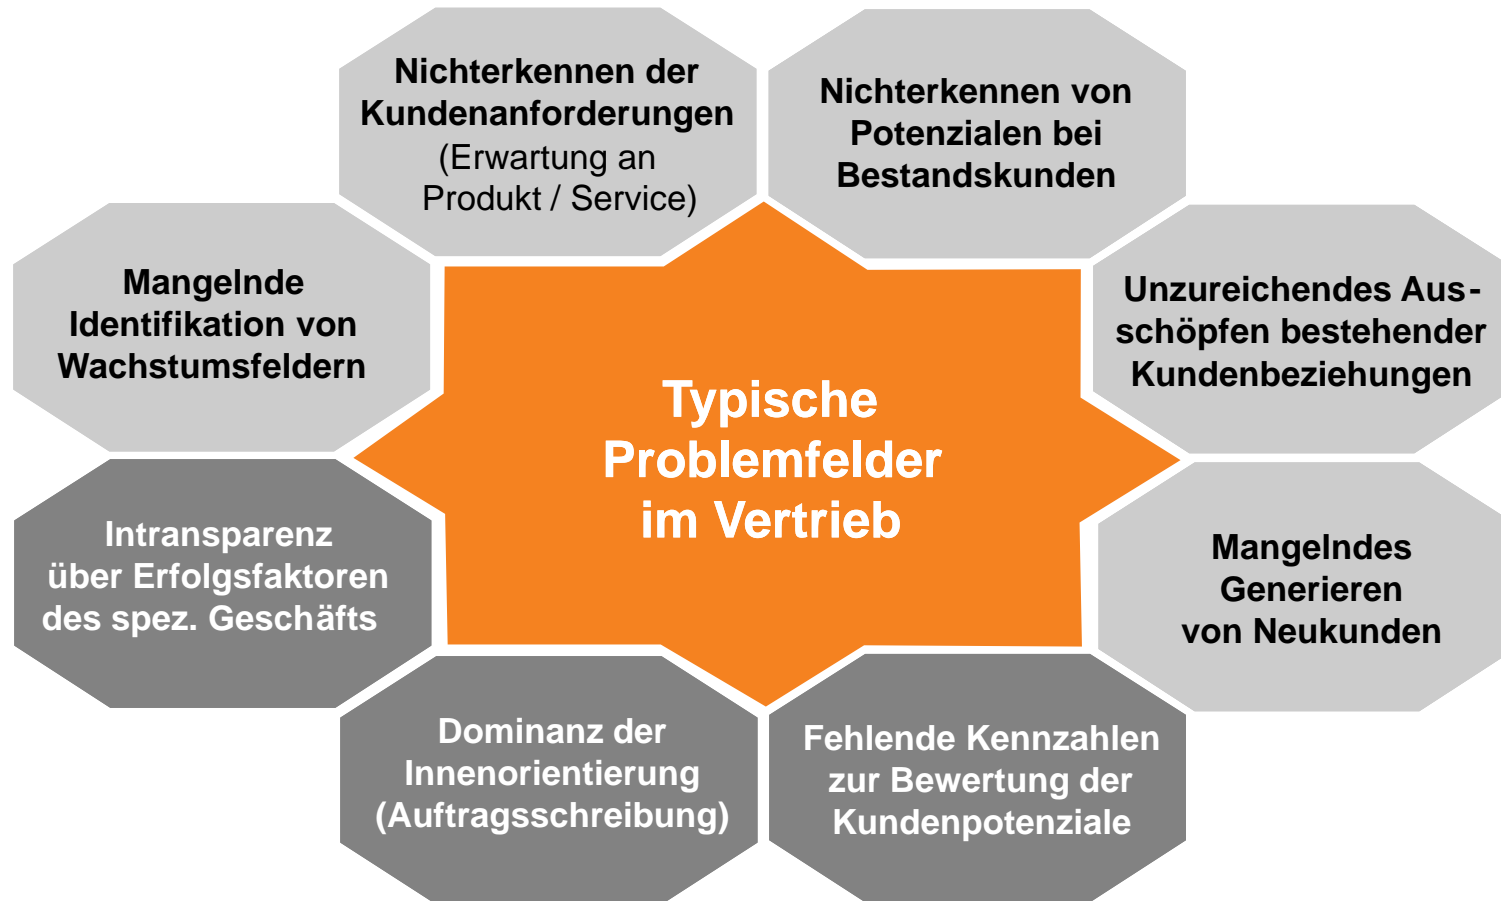 Nichterkennen der
Kundenanforderungen
(Erwartung an
Produkt / Service)
Nichterkennen von
Potenzialen bei
Bestandskunden
Mangelnde
Identifikation von
Wachstumsfeldern
Unzureichendes Aus-
schöpfen bestehender
Kundenbeziehungen
Typische
Problemfelder
im Vertrieb
Intransparenz
über Erfolgsfaktoren
des spez. Geschäfts
Mangelndes
Generieren
von Neukunden
Dominanz der
Innenorientierung
(Auftragsschreibung)
Fehlende Kennzahlen
zur Bewertung der
Kundenpotenziale